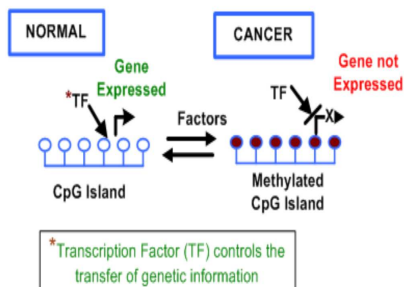 NORMAL
CANCER
Gene
Expressed
*TF
Gene not
Expressed
TF
X
Factors
CpG Island
Methylated
CpG Island
*Transcription Factor (TF) controls the
transfer of genetic information